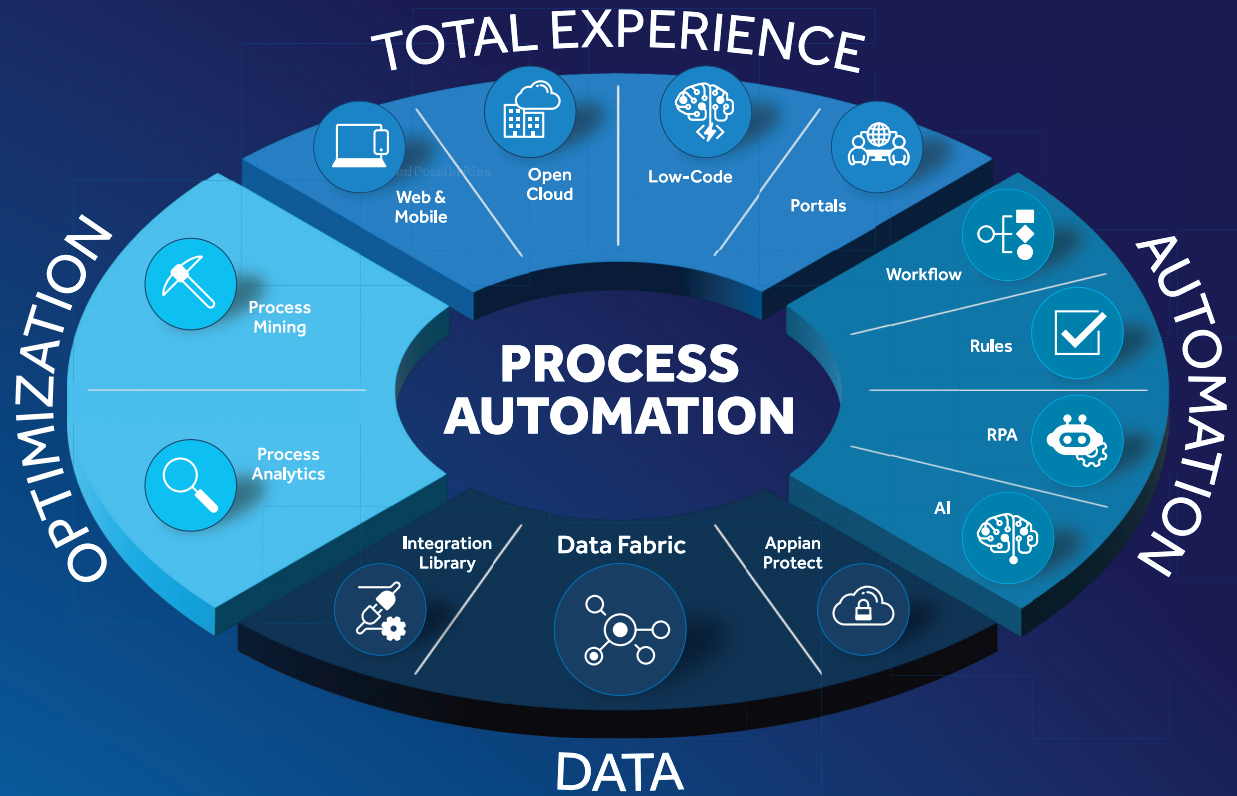 TOTAL EXPERIENCE
Web &
Mobile
Open
Cloud
Low-Code
Portals
OPTIMIZATION
Process
Mining
Process
Analytics
PROCESS
AUTOMATION
Workflow
Rules
RPA
AI
AUTOMATION
Integration
Library
Data Fabric
Appian
Protect
DATA